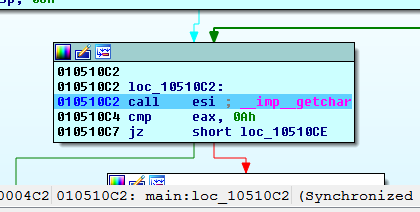 010510C2
010510C2 loc_10510C2:
010510C2 call    esi ; __imp__getchar
010510C4 cmp     eax, 0Ah
010510C7 jz      short loc_10510CE
0004C2 010510C2: main:loc_10510C2 (Synchronized